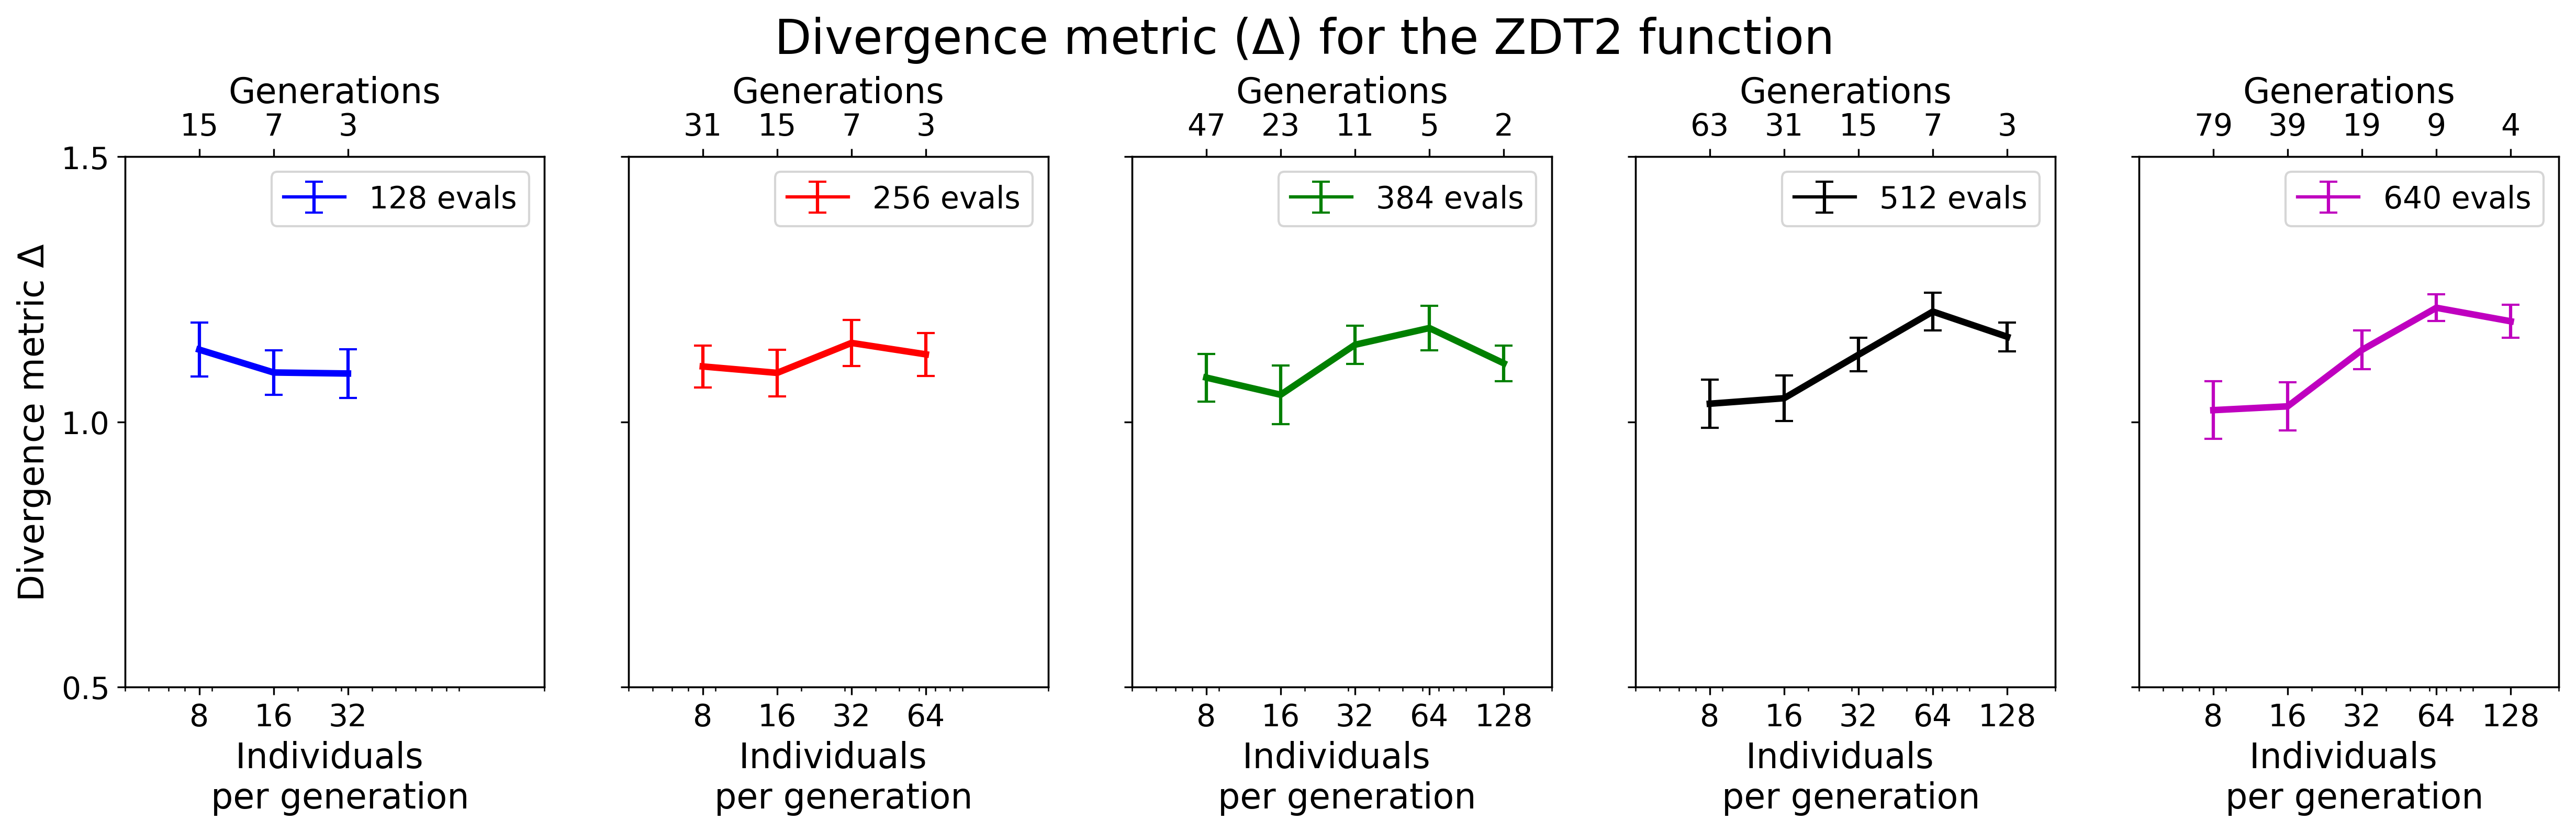 Divergence metric (Δ) for the ZDT2 function
Generations
15 7 3
1.5
1.0
0.5
Divergence metric Δ
128 evals
8 16 32
Individuals
per generation
Generations
31 15 7 3
256 evals
8 16 32 64
Individuals
per generation
Generations
47 23 11 5 2
384 evals
8 16 32 64 128
Individuals
per generation
Generations
63 31 15 7 3
512 evals
8 16 32 64 128
Individuals
per generation
Generations
79 39 19 9 4
640 evals
8 16 32 64 128
Individuals
per generation